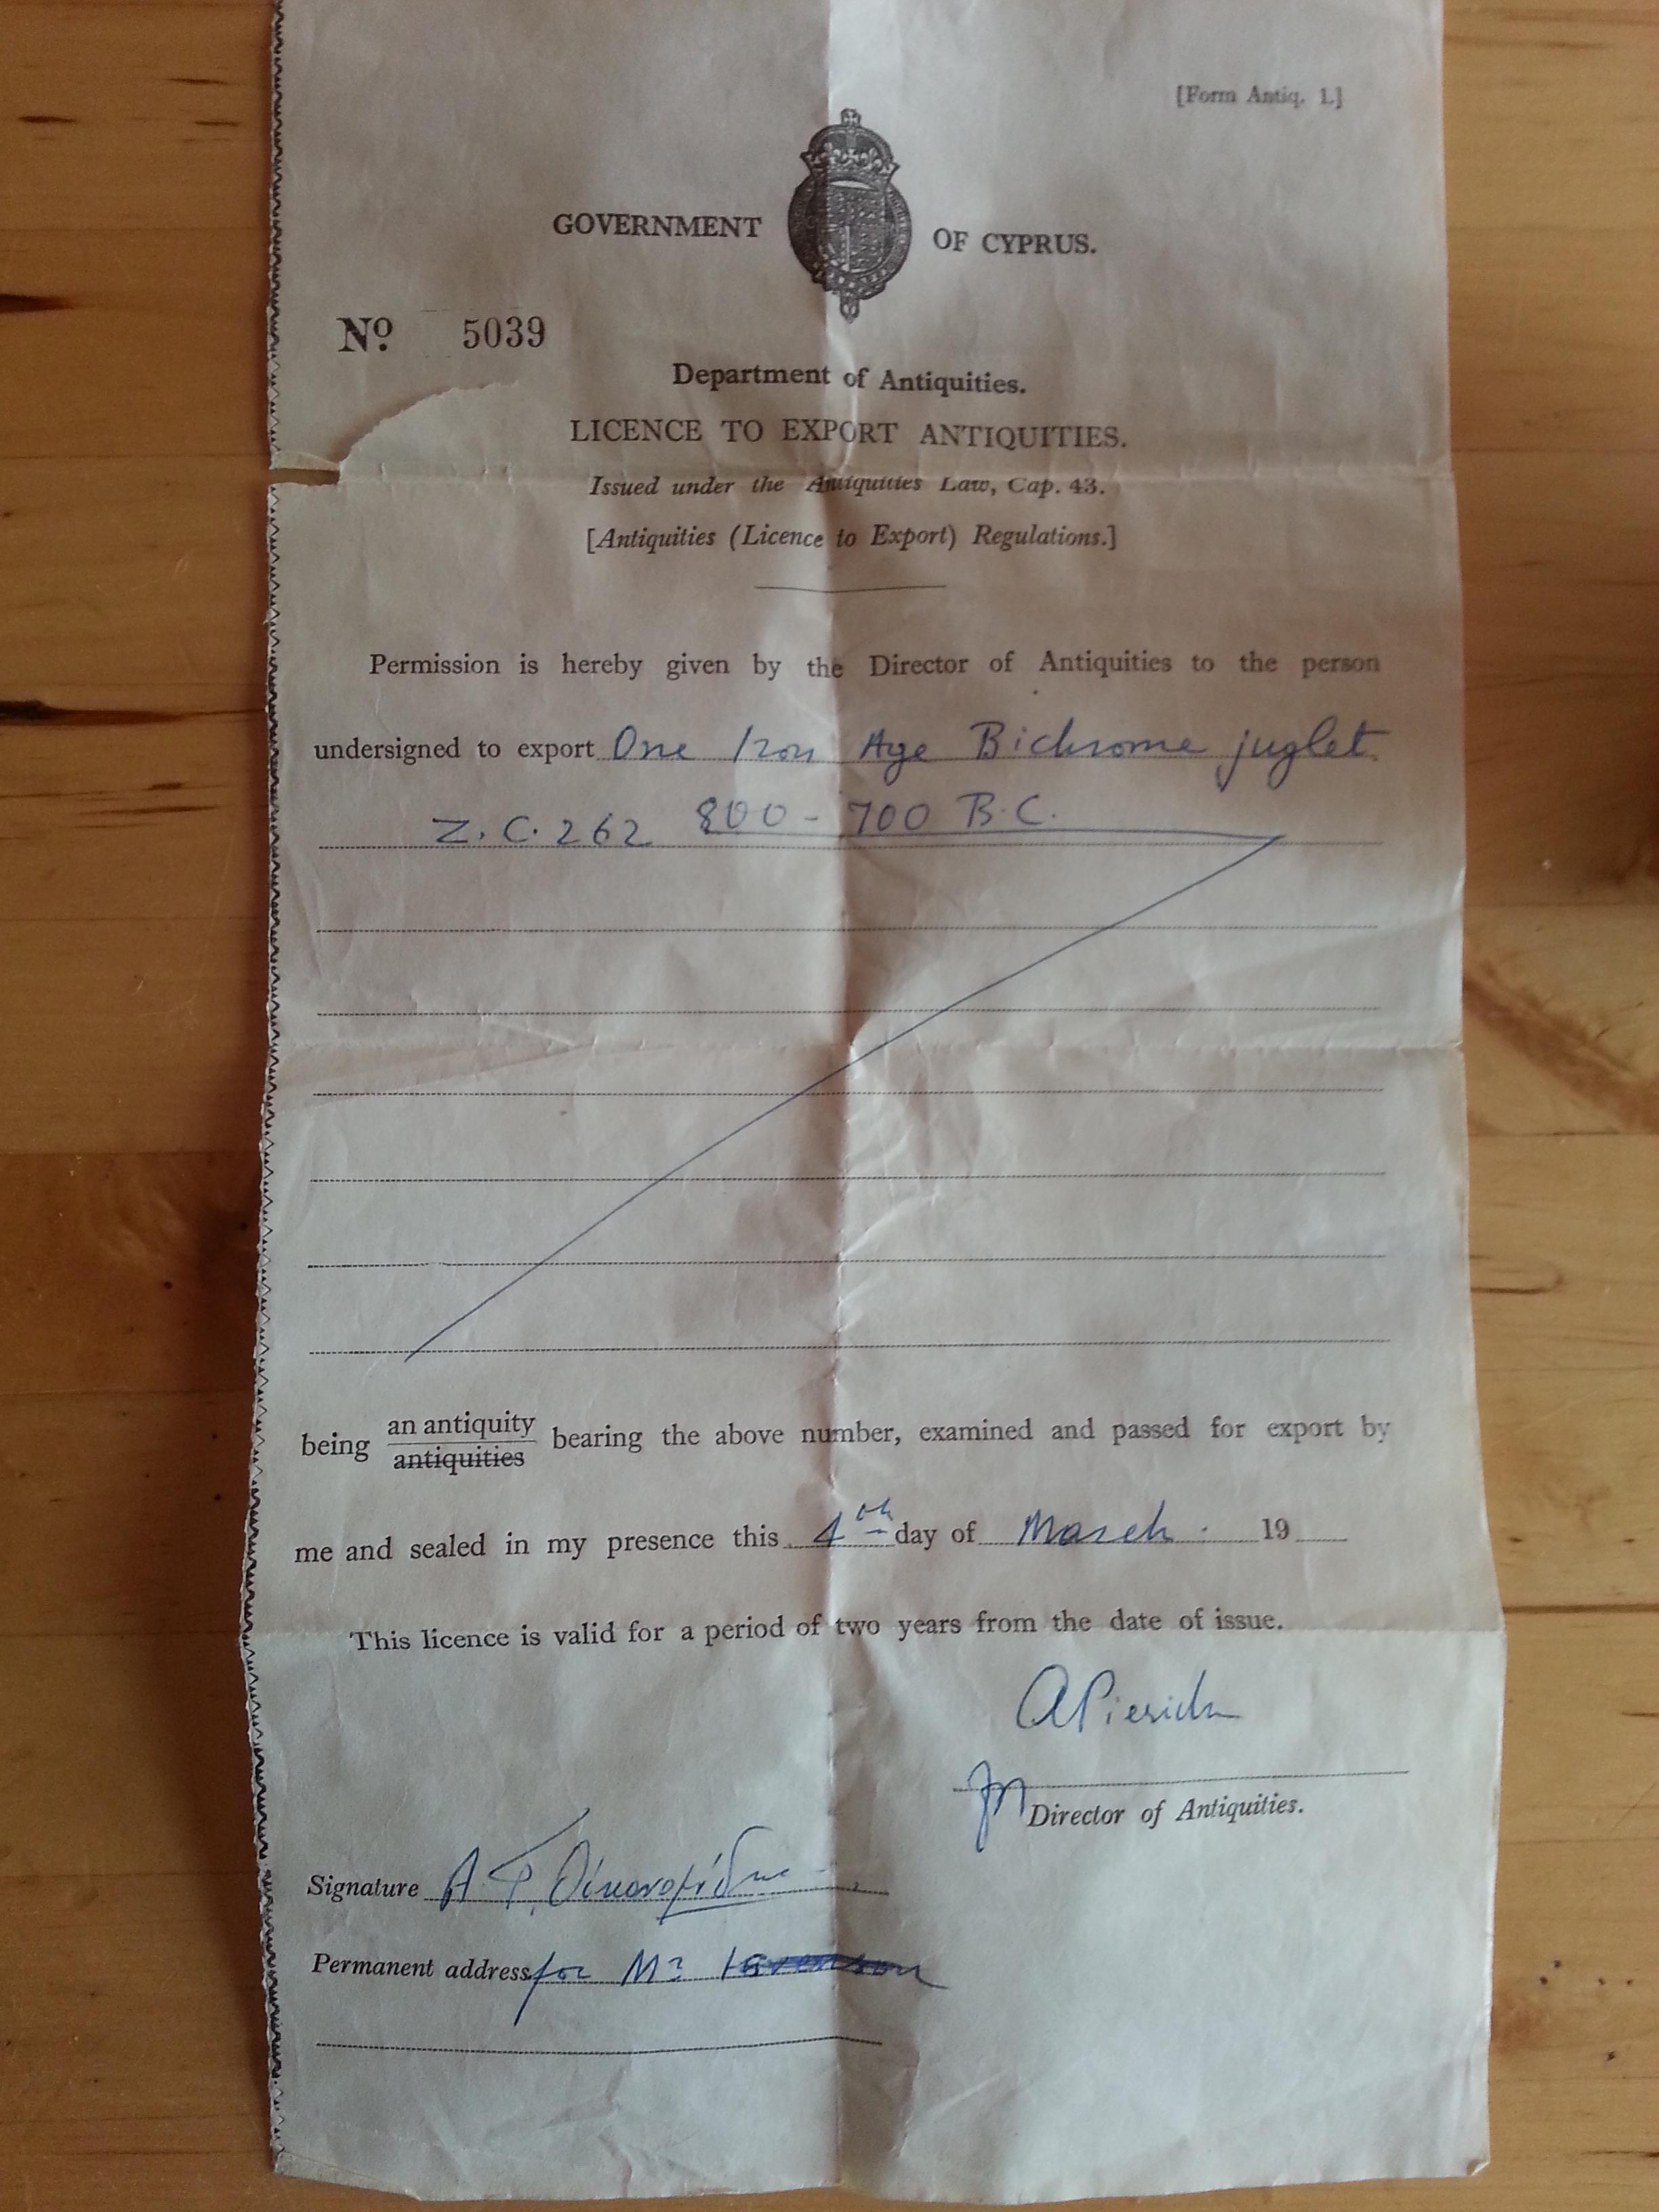 [Form Antiq. 1.]
GOVERNMENT OF CYPRUS.
Nº 5039
Department of Antiquities.
LICENCE TO EXPORT ANTIQUITIES.
Issued under the Antiquities Law, Cap. 43.
[Antiquities (Licence to Export) Regulations.]
Permission is hereby given by the Director of Antiquities to the person
undersigned to export One Iron Age Bichrome juglet
Z.C. 262 800 - 700 B.C.
being an antiquity / antiquities bearing the above number, examined and passed for export by
me and sealed in my presence this 4th day of March 19
This licence is valid for a period of two years from the date of issue.
Director of Antiquities.
Signature Α. Γ. Οἰκονομίδης
Permanent address for Mr